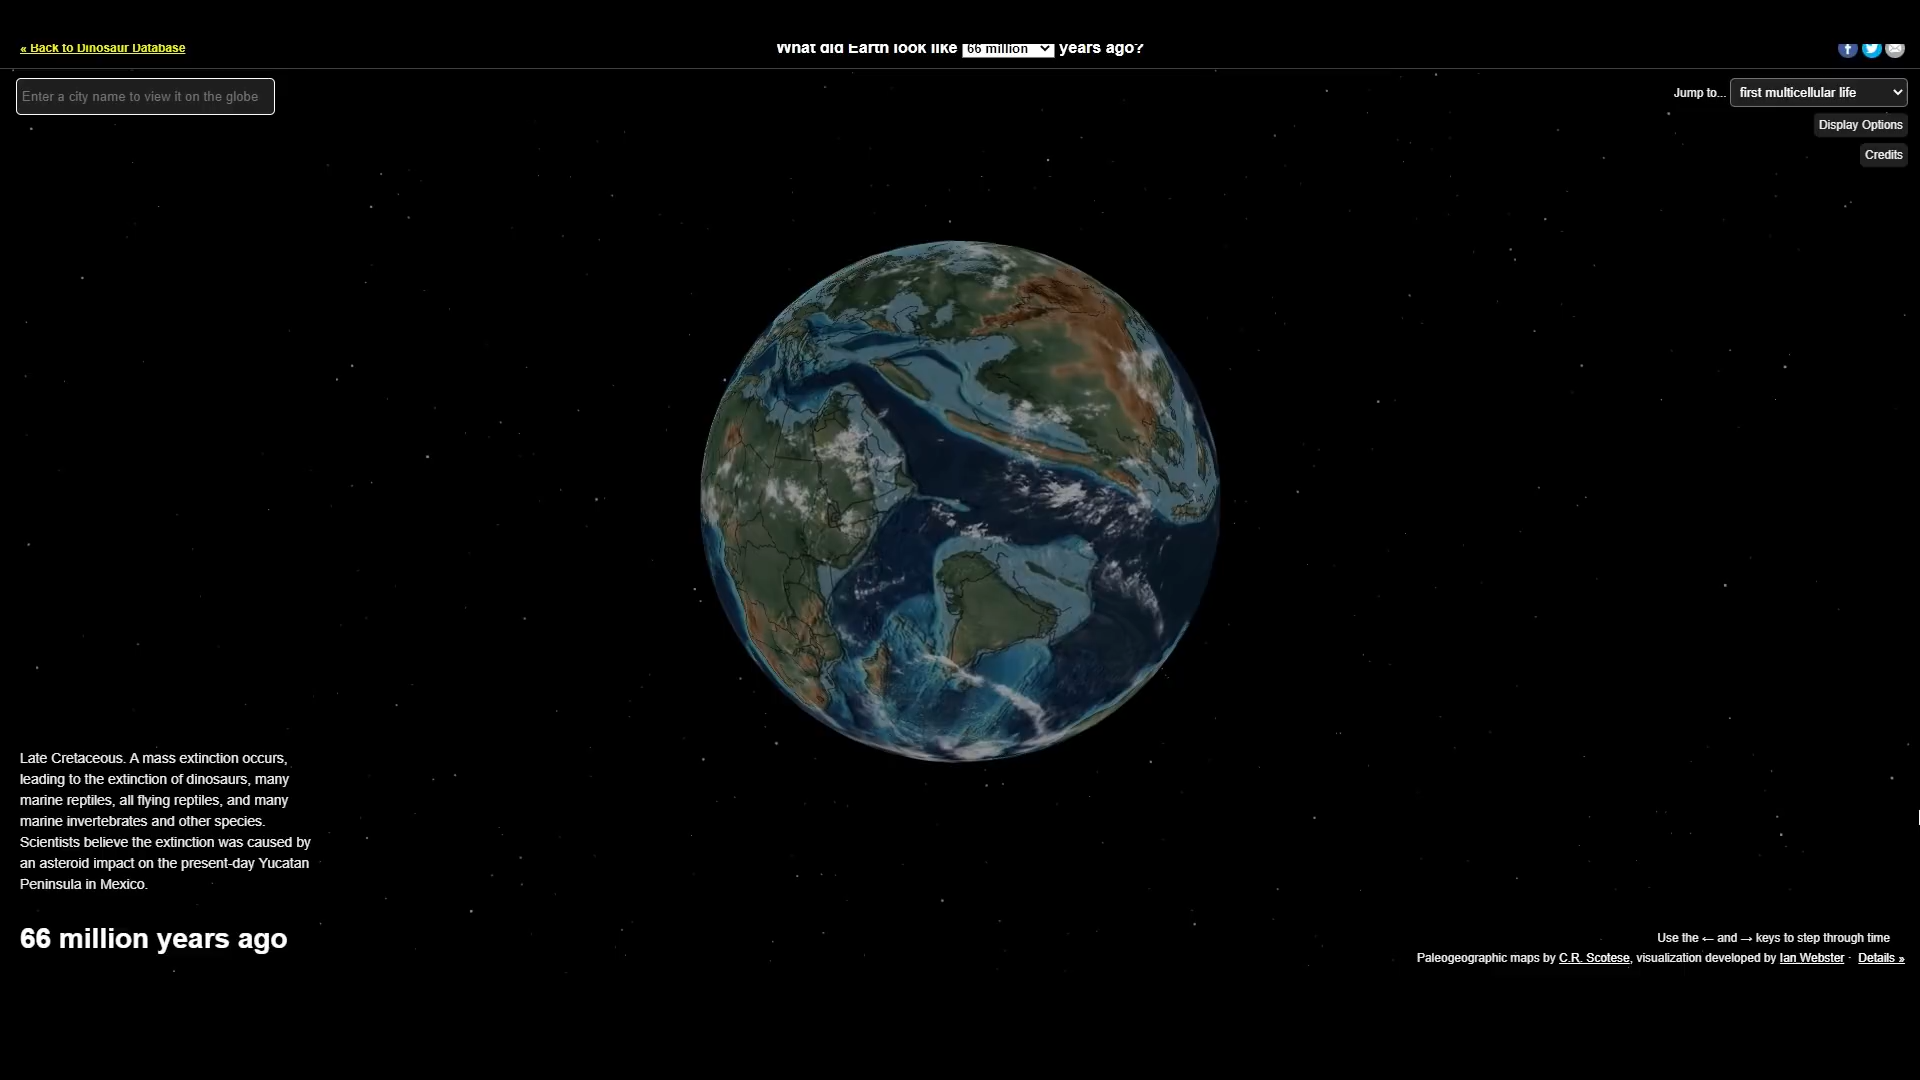 « Back to Dinosaur Database
What did Earth look like 66 million years ago?
Enter a city name to view it on the globe
Jump to... first multicellular life
Display Options
Credits
Late Cretaceous. A mass extinction occurs,
leading to the extinction of dinosaurs, many
marine reptiles, all flying reptiles, and many
marine invertebrates and other species.
Scientists believe the extinction was caused by
an asteroid impact on the present-day Yucatan
Peninsula in Mexico.
66 million years ago
Use the ← and → keys to step through time
Paleogeographic maps by C.R. Scotese, visualization developed by Ian Webster · Details »